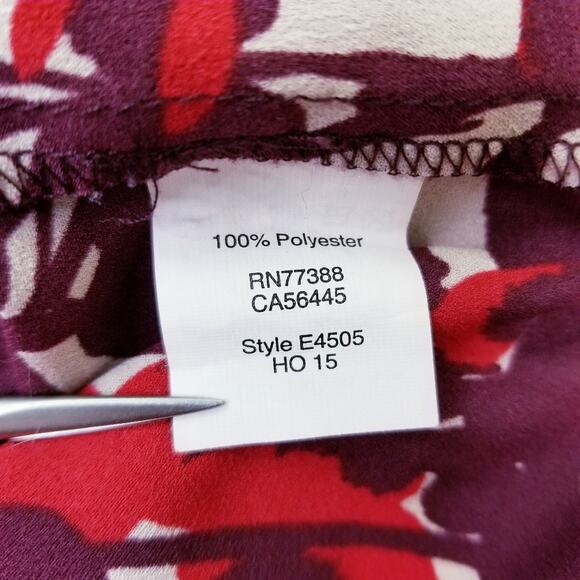 100% Polyester
RN77388
CA56445
Style E4505
HO 15